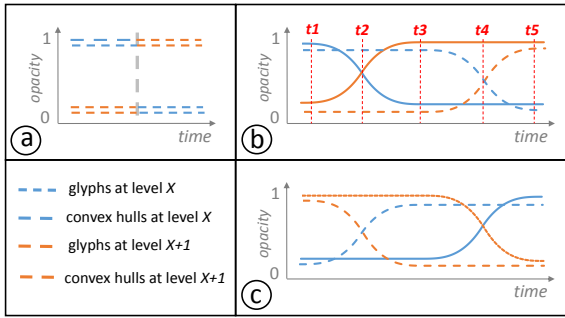 1
opacity
0
time
a
t1 t2 t3 t4 t5
1
opacity
0
time
b
glyphs at level X
convex hulls at level X
glyphs at level X+1
convex hulls at level X+1
1
opacity
0
time
c